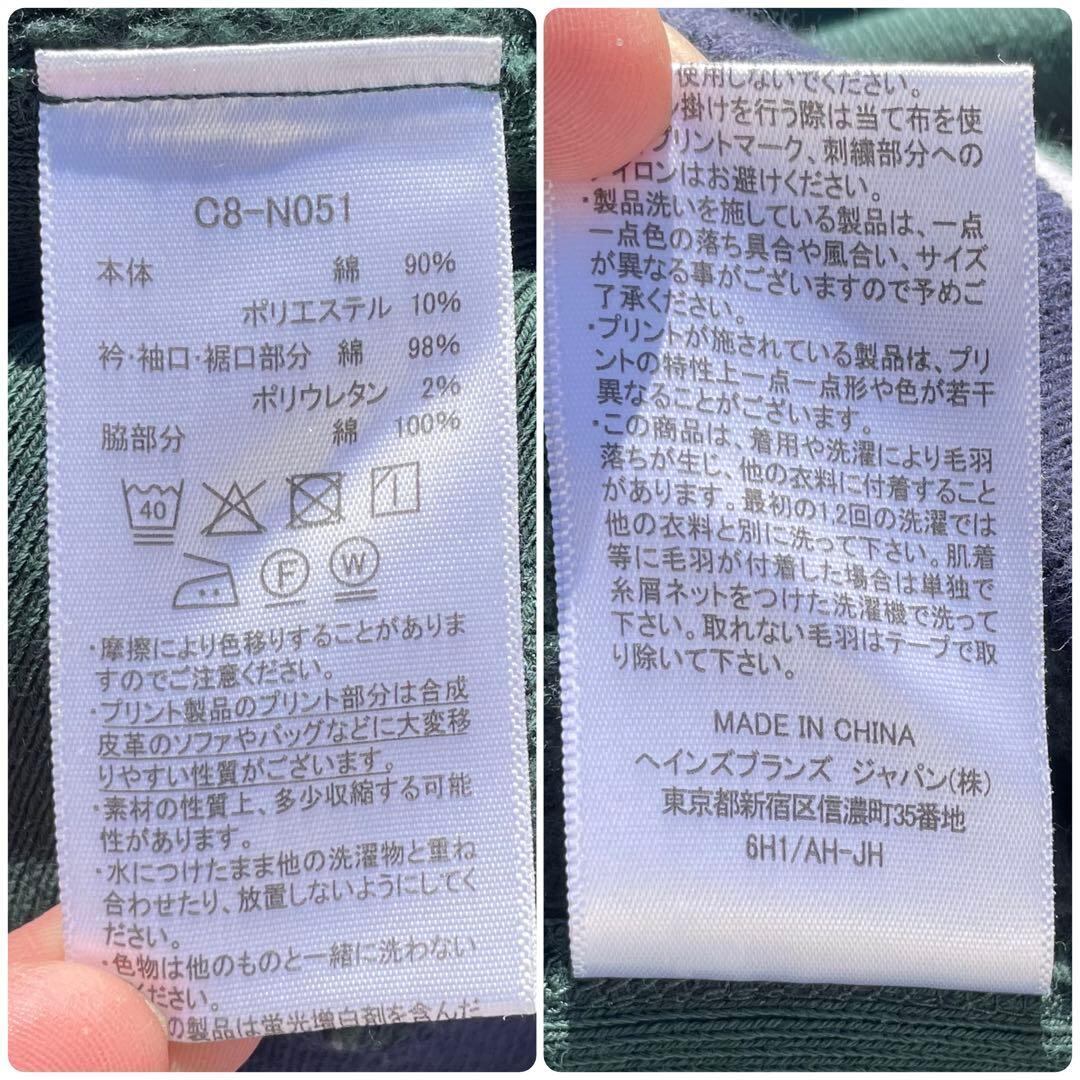 C8-N051
本体 綿 90%
ポリエステル 10%
衿・袖口・裾口部分 綿 98%
ポリウレタン 2%
脇部分 綿 100%
40
F W
・摩擦により色移りすることがありま
すのでご注意ください。
・プリント製品のプリント部分は合成
皮革のソファやバッグなどに大変移
りやすい性質がございます。
・素材の性質上、多少収縮する可能
性があります。
・水につけたまま他の洗濯物と重ね
合わせたり、放置しないようにしてく
ださい。
・色物は他のものと一緒に洗わない
ください。
の製品は蛍光増白剤を含んだ
使用しないでください。
ン掛けを行う際は当て布を使
プリントマーク、刺繍部分への
アイロンはお避けください。
・製品洗いを施している製品は、一点
一点色の落ち具合や風合い、サイズ
が異なる事がございますので予めご
了承ください。
・プリントが施されている製品は、プリ
ントの特性上一点一点形や色が若干
異なることがございます。
・この商品は、着用や洗濯により毛羽
落ちが生じ、他の衣料に付着すること
があります。最初の1,2回の洗濯では
他の衣料と別に洗って下さい。肌着
等に毛羽が付着した場合は単独で
糸屑ネットをつけた洗濯機で洗って
下さい。取れない毛羽はテープで取
り除いて下さい。
MADE IN CHINA
ヘインズブランズ ジャパン(株)
東京都新宿区信濃町35番地
6H1/AH-JH